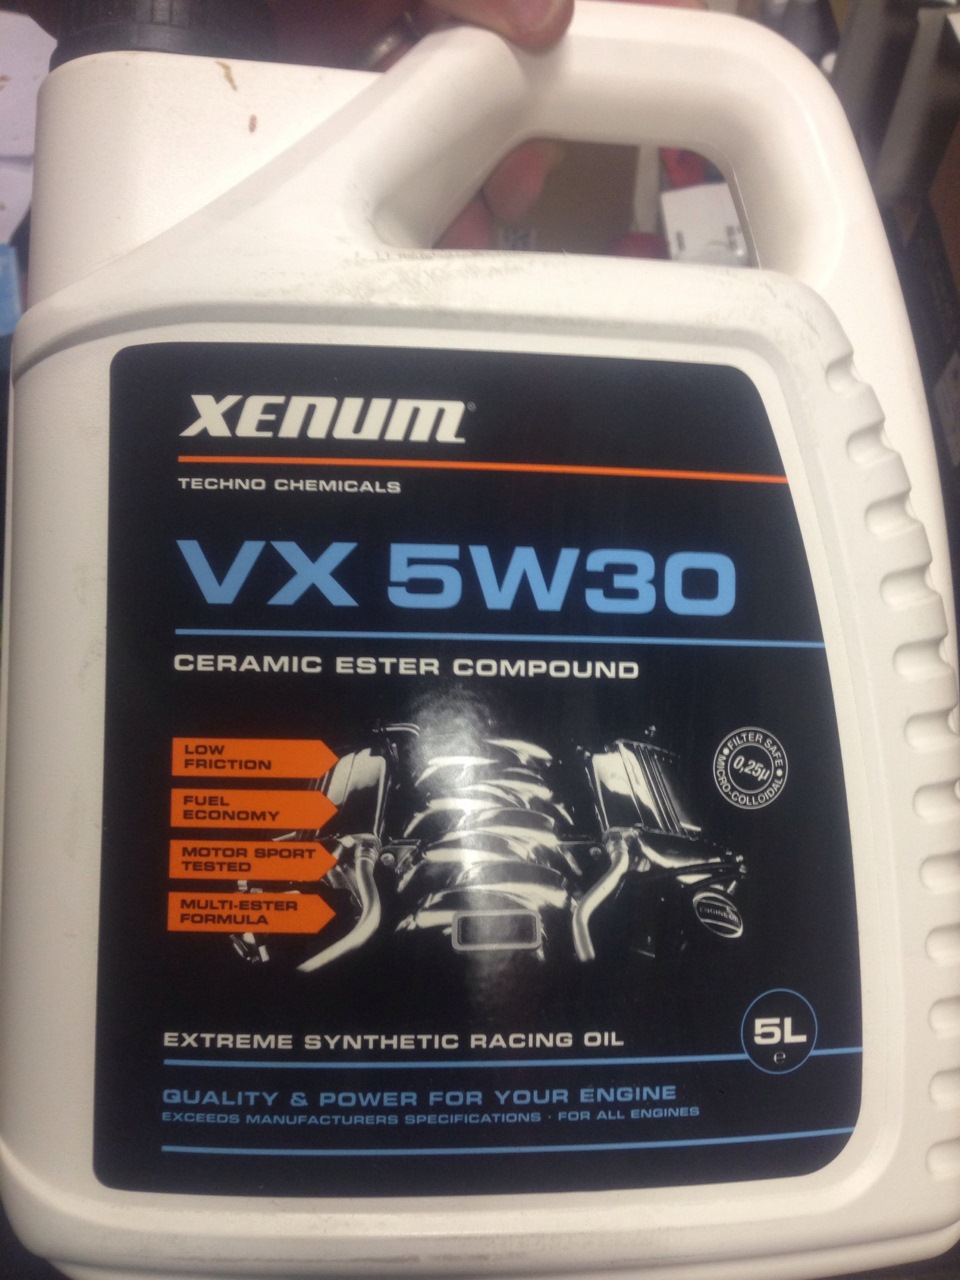 XENUM®
TECHNO CHEMICALS
VX 5W30
CERAMIC ESTER COMPOUND
LOW
FRICTION
FUEL
ECONOMY
MOTOR SPORT
TESTED
MULTI-ESTER
FORMULA
FILTER SAFE
0,25µ
MICRO-COLLOIDAL
EXTREME SYNTHETIC RACING OIL
5L
℮
QUALITY & POWER FOR YOUR ENGINE
EXCEEDS MANUFACTURERS SPECIFICATIONS · FOR ALL ENGINES